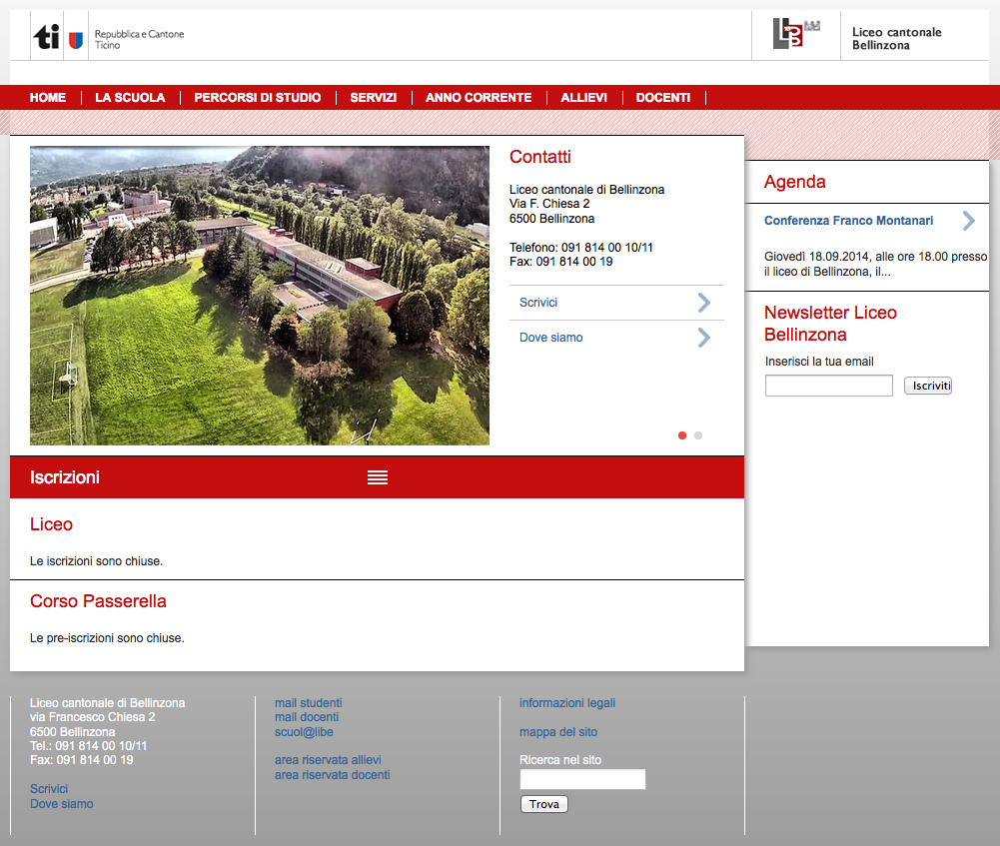 ti
Repubblica e Cantone
Ticino
Liceo cantonale
Bellinzona
HOME
LA SCUOLA
PERCORSI DI STUDIO
SERVIZI
ANNO CORRENTE
ALLIEVI
DOCENTI
Contatti
Liceo cantonale di Bellinzona
Via F. Chiesa 2
6500 Bellinzona
Telefono: 091 814 00 10/11
Fax: 091 814 00 19
Scrivici
Dove siamo
Agenda
Conferenza Franco Montanari
Giovedì 18.09.2014, alle ore 18.00 presso
il liceo di Bellinzona, il...
Newsletter Liceo
Bellinzona
Inserisci la tua email
Iscriviti
Iscrizioni
Liceo
Le iscrizioni sono chiuse.
Corso Passerella
Le pre-iscrizioni sono chiuse.
Liceo cantonale di Bellinzona
via Francesco Chiesa 2
6500 Bellinzona
Tel.: 091 814 00 10/11
Fax: 091 814 00 19
Scrivici
Dove siamo
mail studenti
mail docenti
scuol@libe
area riservata allievi
area riservata docenti
informazioni legali
mappa del sito
Ricerca nel sito
Trova